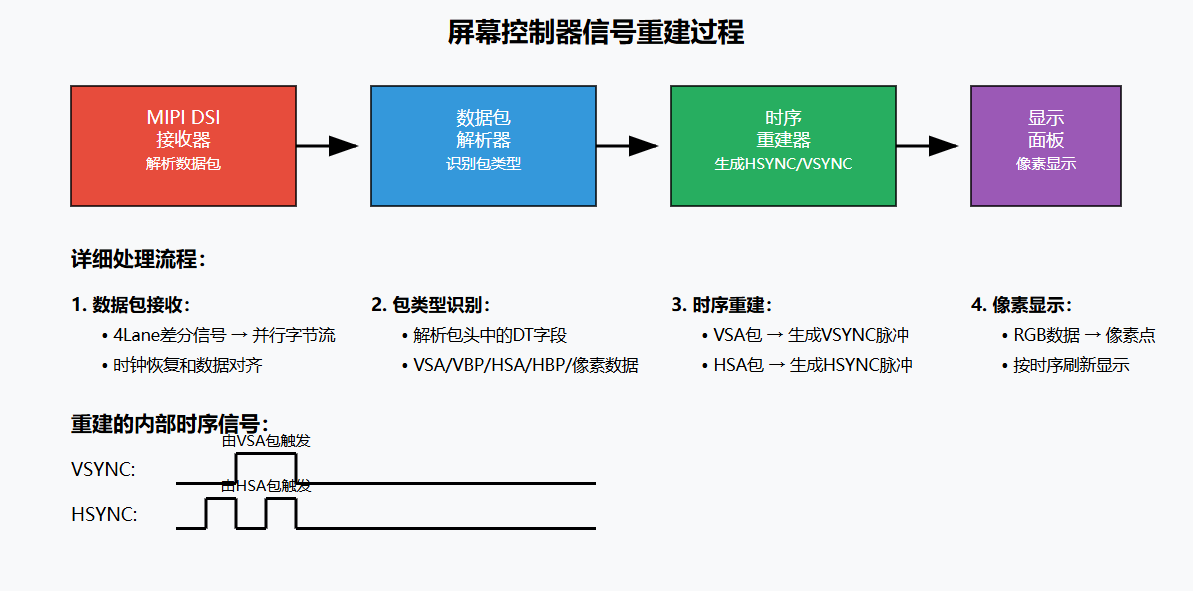 屏幕控制器信号重建过程
MIPI DSI
接收器
解析数据包
数据包
解析器
识别包类型
时序
重建器
生成HSYNC/VSYNC
显示
面板
像素显示
详细处理流程：
1. 数据包接收：
• 4Lane差分信号 → 并行字节流
• 时钟恢复和数据对齐
2. 包类型识别：
• 解析包头中的DT字段
• VSA/VBP/HSA/HBP/像素数据
3. 时序重建：
• VSA包 → 生成VSYNC脉冲
• HSA包 → 生成HSYNC脉冲
4. 像素显示：
• RGB数据 → 像素点
• 按时序刷新显示
重建的内部时序信号：
由VSA包触发
VSYNC:
由HSA包触发
HSYNC: